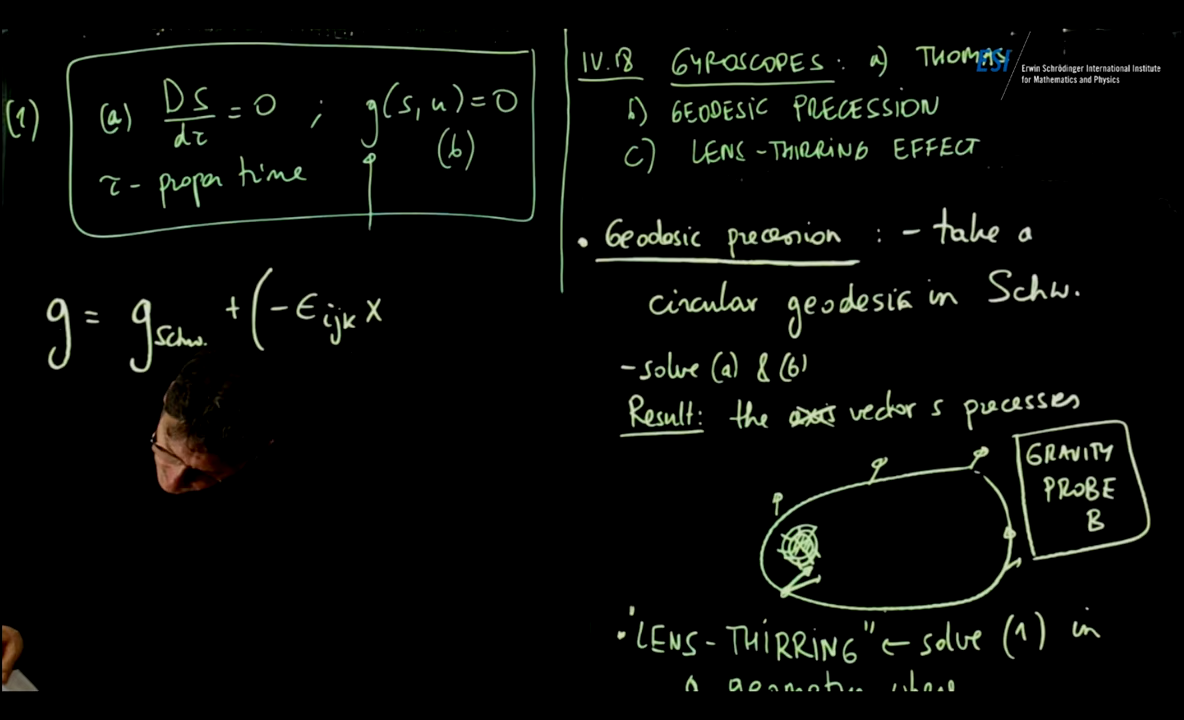 (1) (a) Ds/dτ = 0 ; g(s, u) = 0
(b)
τ - proper time
g = g_Schw. + (-ε_ijk x
IV.18 GYROSCOPES : a) THOMAS
b) GEODESIC PRECESSION
c) LENS-THIRRING EFFECT
• Geodesic precession : - take a
circular geodesic in Schw.
- solve (a) & (b)
Result: the vector s precesses
GRAVITY
PROBE
B
• "LENS-THIRRING" ← solve (1) in
a geometry where
ESI
Erwin Schrödinger International Institute
for Mathematics and Physics